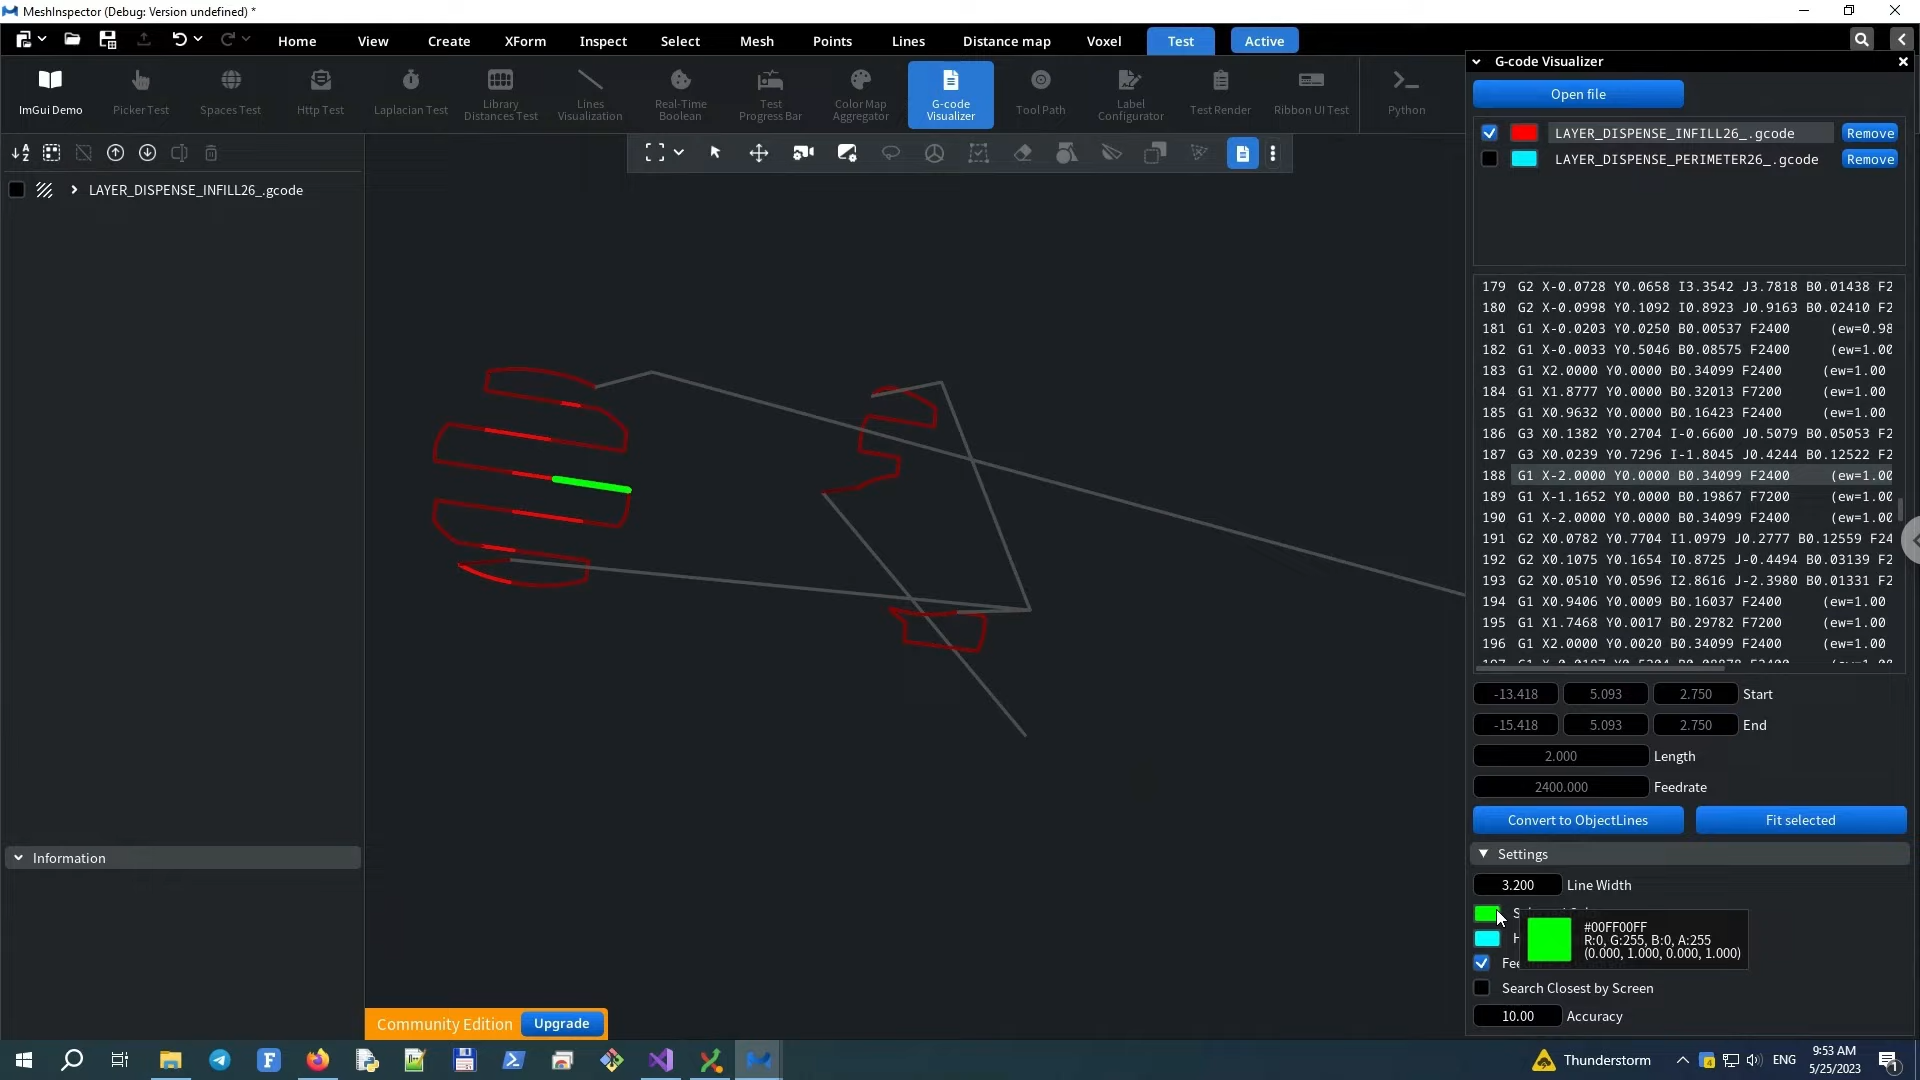 MeshInspector (Debug: Version undefined) *
Home View Create XForm Inspect Select Mesh Points Lines Distance map Voxel Test Active
ImGui Demo
Picker Test
Spaces Test
Http Test
Laplacian Test
Library
Distances Test
Lines
Visualization
Real-Time
Boolean
Test
Progress Bar
Color Map
Aggregator
G-code
Visualizer
Tool Path
Label
Configurator
Test Render
Ribbon UI Test
Python
LAYER_DISPENSE_INFILL26_.gcode
Information
Community Edition Upgrade
G-code Visualizer
Open file
LAYER_DISPENSE_INFILL26_.gcode Remove
LAYER_DISPENSE_PERIMETER26_.gcode Remove
179 G2 X-0.0728 Y0.0658 I3.3542 J3.7818 B0.01438 F2
180 G2 X-0.0998 Y0.1092 I0.8923 J0.9163 B0.02410 F2
181 G1 X-0.0203 Y0.0250 B0.00537 F2400 (ew=0.98
182 G1 X-0.0033 Y0.5046 B0.08575 F2400 (ew=1.00
183 G1 X2.0000 Y0.0000 B0.34099 F2400 (ew=1.00
184 G1 X1.8777 Y0.0000 B0.32013 F7200 (ew=1.00
185 G1 X0.9632 Y0.0000 B0.16423 F2400 (ew=1.00
186 G3 X0.1382 Y0.2704 I-0.6600 J0.5079 B0.05053 F2
187 G3 X0.0239 Y0.7296 I-1.8045 J0.4244 B0.12522 F2
188 G1 X-2.0000 Y0.0000 B0.34099 F2400 (ew=1.00
189 G1 X-1.1652 Y0.0000 B0.19867 F7200 (ew=1.00
190 G1 X-2.0000 Y0.0000 B0.34099 F2400 (ew=1.00
191 G2 X0.0782 Y0.7704 I1.0979 J0.2777 B0.12559 F24
192 G2 X0.1075 Y0.1654 I0.8725 J-0.4494 B0.03139 F2
193 G2 X0.0510 Y0.0596 I2.8616 J-2.3980 B0.01331 F2
194 G1 X0.9406 Y0.0009 B0.16037 F2400 (ew=1.00
195 G1 X1.7468 Y0.0017 B0.29782 F7200 (ew=1.00
196 G1 X2.0000 Y0.0020 B0.34099 F2400 (ew=1.00
-13.418 5.093 2.750 Start
-15.418 5.093 2.750 End
2.000 Length
2400.000 Feedrate
Convert to ObjectLines Fit selected
Settings
3.200 Line Width
#00FF00FF
R:0, G:255, B:0, A:255
(0.000, 1.000, 0.000, 1.000)
Search Closest by Screen
10.00 Accuracy
Thunderstorm
ENG
9:53 AM
5/25/2023